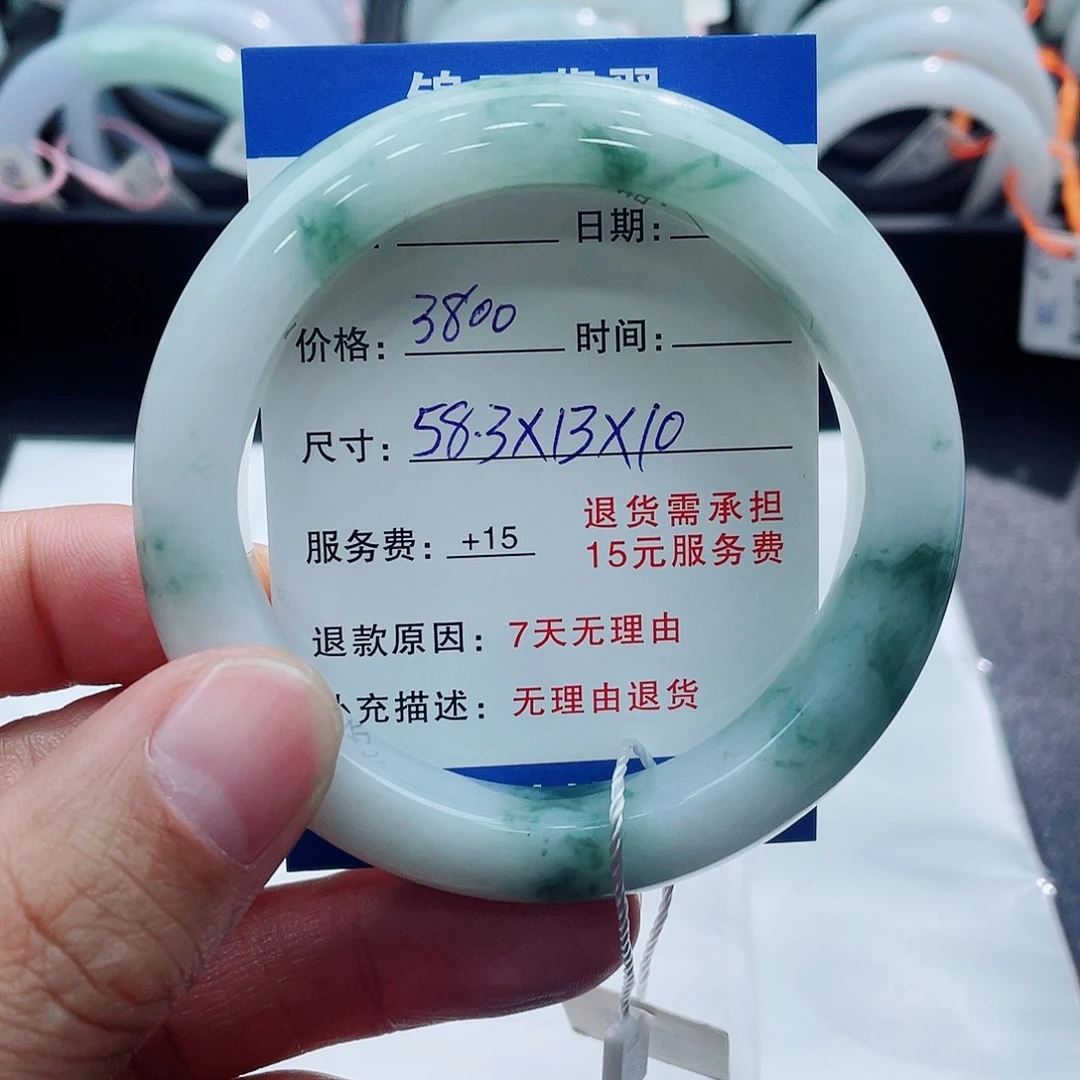 日期:
价格: 3800 时间:
尺寸: 58.3X13X10
退货需承担
服务费: +15 15元服务费
退款原因: 7天无理由
充描述: 无理由退货